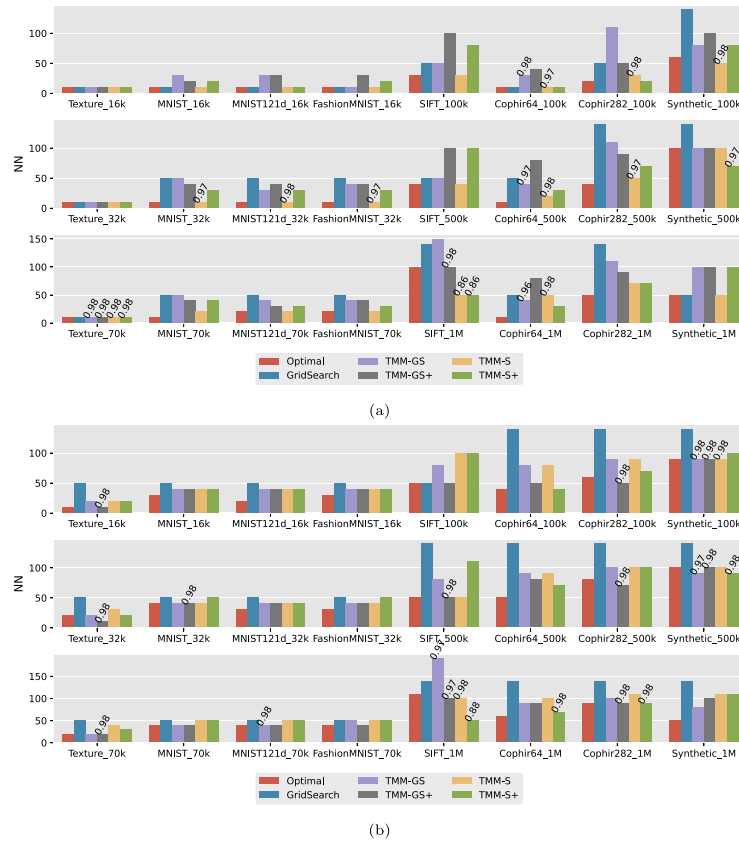 100
0.98
50
0.98
0.97
0.98
0
Texture_16k MNIST_16k MNIST121d_16k FashionMNIST_16k SIFT_100k Cophir64_100k Cophir282_100k Synthetic_100k
NN
100
50
0.97 0.98 0.97 0.97 0.98 0.97 0.97
0
Texture_32k MNIST_32k MNIST121d_32k FashionMNIST_32k SIFT_500k Cophir64_500k Cophir282_500k Synthetic_500k
150
100
0.98
50
0.98 0.98 0.98 0.98 0.86 0.86 0.96 0.98
0
Texture_70k MNIST_70k MNIST121d_70k FashionMNIST_70k SIFT_1M Cophir64_1M Cophir282_1M Synthetic_1M
Optimal TMM-GS TMM-S
GridSearch TMM-GS+ TMM-S+
(a)
100
0.98 0.98 0.98
50
0.98 0.98
0
Texture_16k MNIST_16k MNIST121d_16k FashionMNIST_16k SIFT_100k Cophir64_100k Cophir282_100k Synthetic_100k
NN
100
0.97 0.98 0.98
50
0.98 0.98 0.98 0.98
0
Texture_32k MNIST_32k MNIST121d_32k FashionMNIST_32k SIFT_500k Cophir64_500k Cophir282_500k Synthetic_500k
0.97
150
100
0.97 0.98 0.88 0.98 0.98 0.98
50
0.98 0.98
0
Texture_70k MNIST_70k MNIST121d_70k FashionMNIST_70k SIFT_1M Cophir64_1M Cophir282_1M Synthetic_1M
Optimal TMM-GS TMM-S
GridSearch TMM-GS+ TMM-S+
(b)